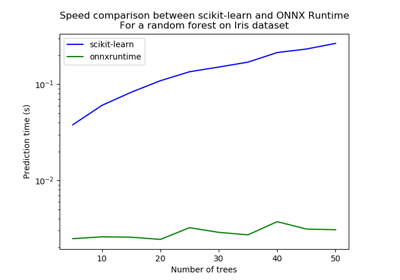 Speed comparison between scikit-learn and ONNX Runtime
For a random forest on Iris dataset
scikit-learn
onnxruntime
Prediction time (s)
10⁻¹
10⁻²
10 20 30 40 50
Number of trees